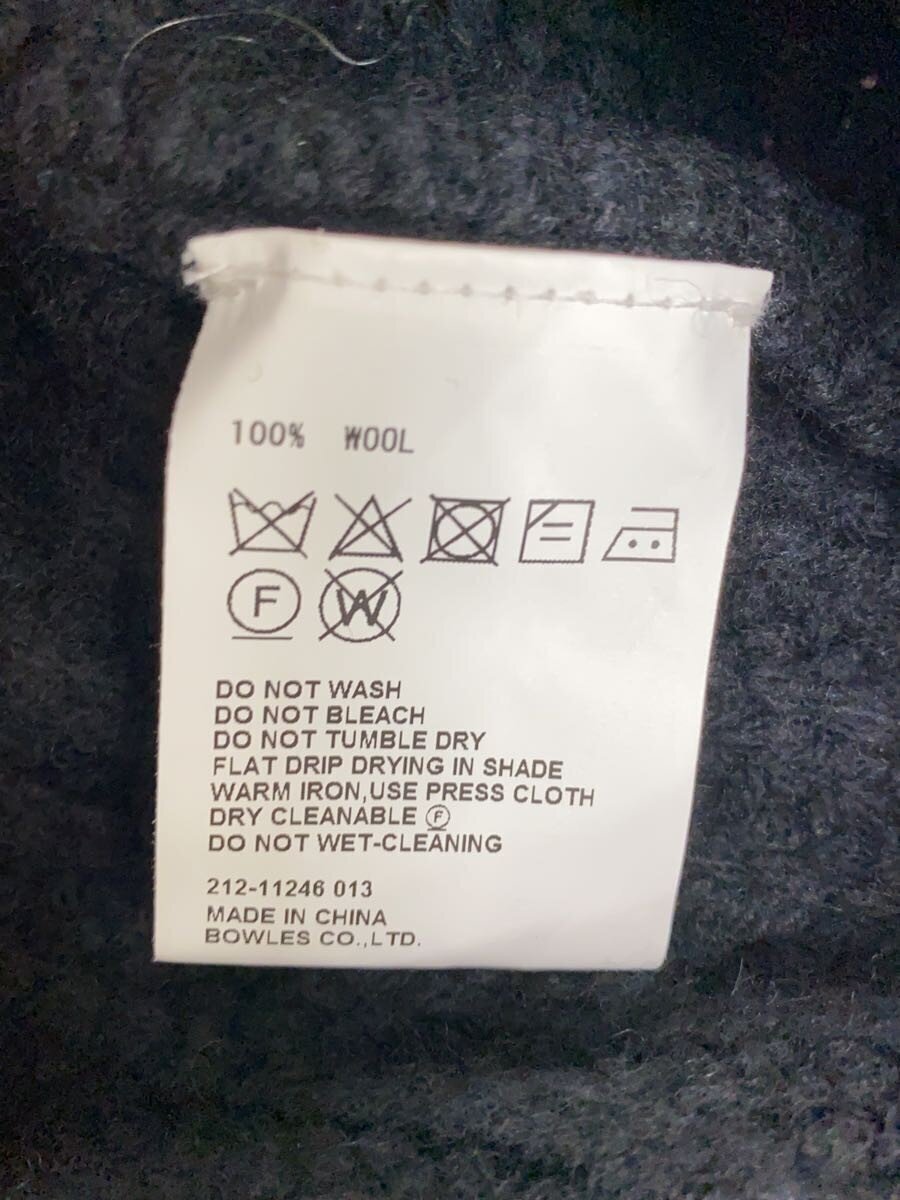 100% WOOL
F W
DO NOT WASH
DO NOT BLEACH
DO NOT TUMBLE DRY
FLAT DRIP DRYING IN SHADE
WARM IRON,USE PRESS CLOTH
DRY CLEANABLE Ⓕ
DO NOT WET-CLEANING
212-11246 013
MADE IN CHINA
BOWLES CO.,LTD.